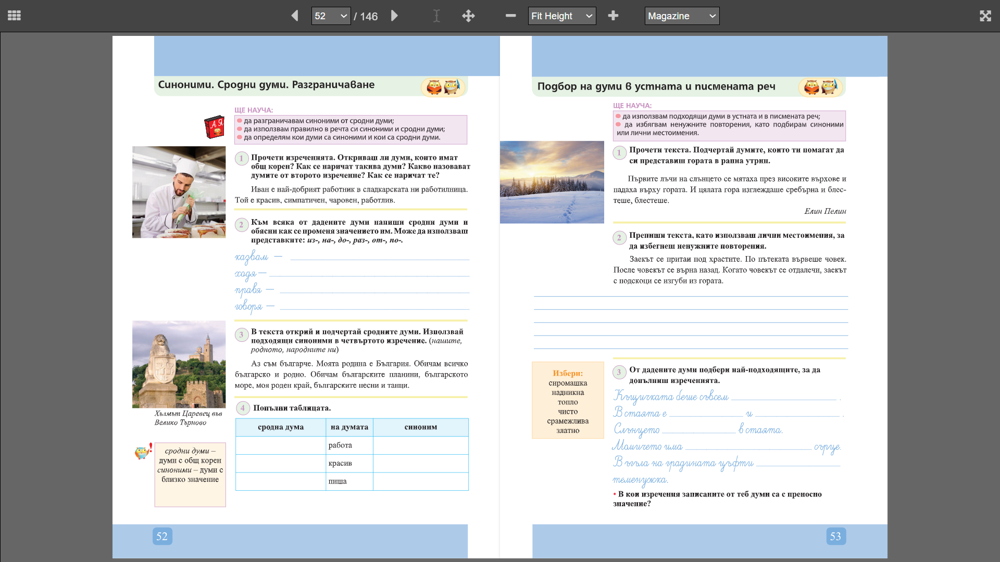 52 / 146 Fit Height Magazine
Синоними. Сродни думи. Разграничаване
ЩЕ НАУЧА:
да разграничавам синоними от сродни думи;
да използвам правилно в речта си синоними и сродни думи;
да определям кои думи са синоними и кои са сродни думи.
А Я
1 Прочети изреченията. Откриваш ли думи, които имат
общ корен? Как се наричат такива думи? Какво назовават
думите от второто изречение? Как се наричат те?
Иван е най-добрият работник в сладкарската ни работилница.
Той е красив, симпатичен, чаровен, работлив.
2 Към всяка от дадените думи напиши сродни думи и
обясни как се променя значението им. Може да използваш
представките: из-, на-, до-, раз-, от-, по-.
казвам —
ходя —
правя —
говоря —
3 В текста открий и подчертай сродните думи. Използвай
подходящи синоними в четвъртото изречение. (нашите,
родното, народните ни)
Аз съм българче. Моята родина е България. Обичам всичко
българско и родно. Обичам българските планини, българското
море, моя роден край, българските песни и танци.
Хълмът Царевец във
Велико Търново
4 Попълни таблицата.
сродна дума на думата синоним
работа
красив
пиша
сродни думи –
думи с общ корен
синоними – думи с
близко значение
52
Подбор на думи в устната и писмената реч
ЩЕ НАУЧА:
да използвам подходящи думи в устната и в писмената реч;
да избягвам ненужните повторения, като подбирам синоними
или лични местоимения.
1 Прочети текста. Подчертай думите, които ти помагат да
си представиш гората в ранна утрин.
Първите лъчи на слънцето се мятаха през високите върхове и
падаха върху гората. И цялата гора изглеждаше сребърна и блес-
теше, блестеше.
Елин Пелин
2 Препиши текста, като използваш лични местоимения, за
да избегнеш ненужните повторения.
Заекът се притаи под храстите. По пътеката вървеше човек.
После човекът се върна назад. Когато човекът се отдалечи, заекът
с подскоци се изгуби из гората.
Избери:
сиромашка
надникна
топло
чисто
срамежлива
златно
3 От дадените думи подбери най-подходящите, за да
допълниш изреченията.
Къщичката беше съвсем .
В стаята е и .
Слънцето в стаята.
Момичето има сърце.
В ъгъла на градината цъфти
теменужка.
• В кои изречения записаните от теб думи са с преносно
значение?
53